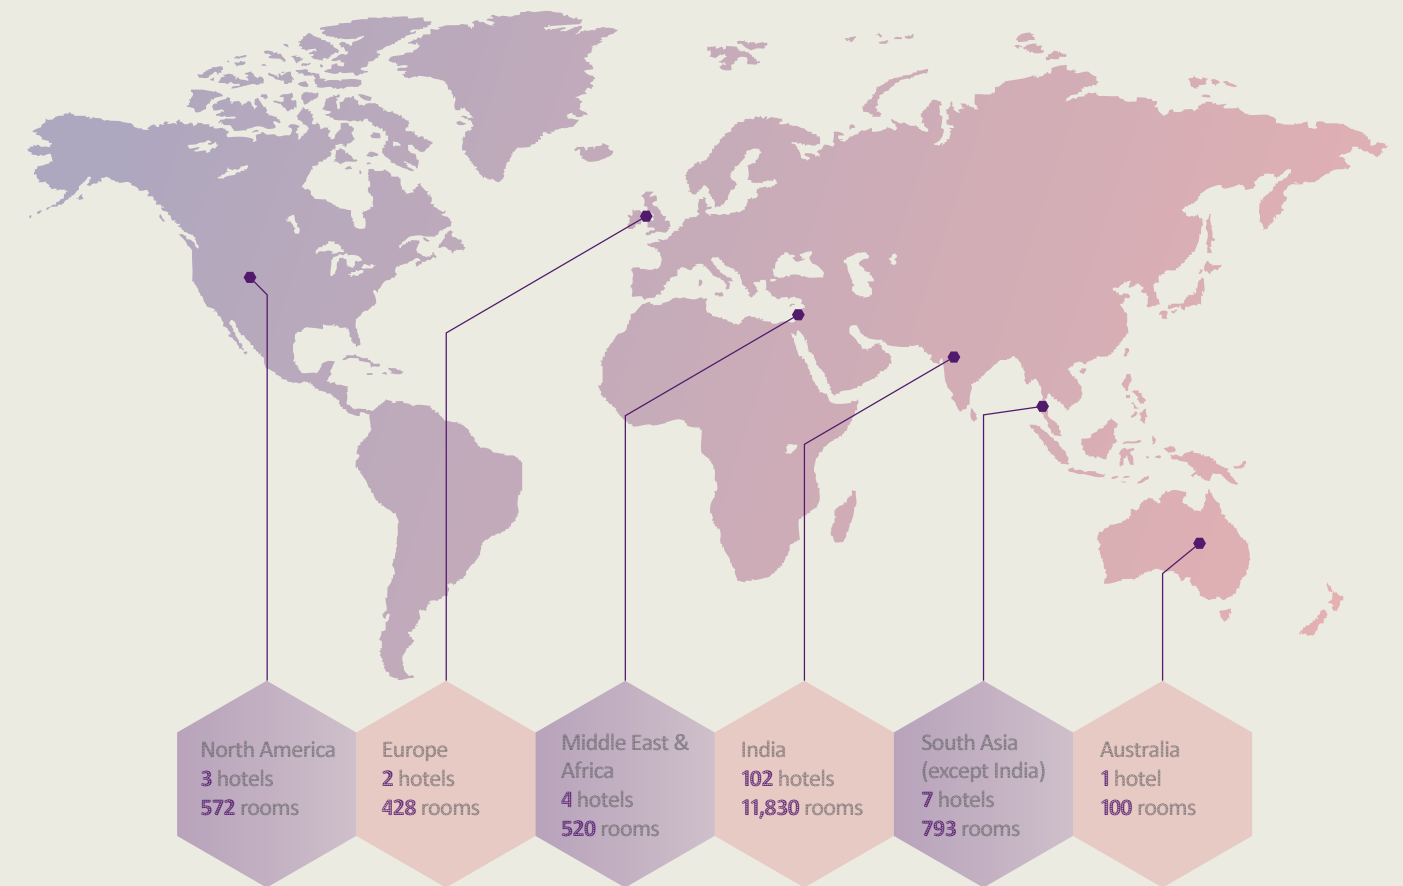 North America
3 hotels
572 rooms
Europe
2 hotels
428 rooms
Middle East &
Africa
4 hotels
520 rooms
India
102 hotels
11,830 rooms
South Asia
(except India)
7 hotels
793 rooms
Australia
1 hotel
100 rooms